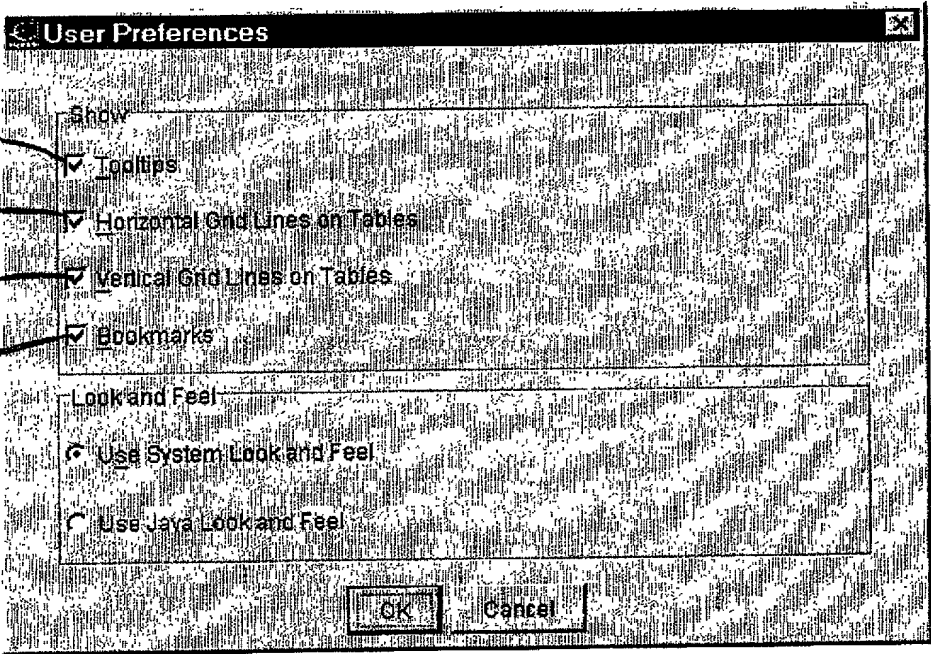 User Preferences
Show
Tooltips
Horizontal Grid Lines on Tables
Vertical Grid Lines on Tables
Bookmarks
Look and Feel
Use System Look and Feel
Use Java Look and Feel
OK
Cancel